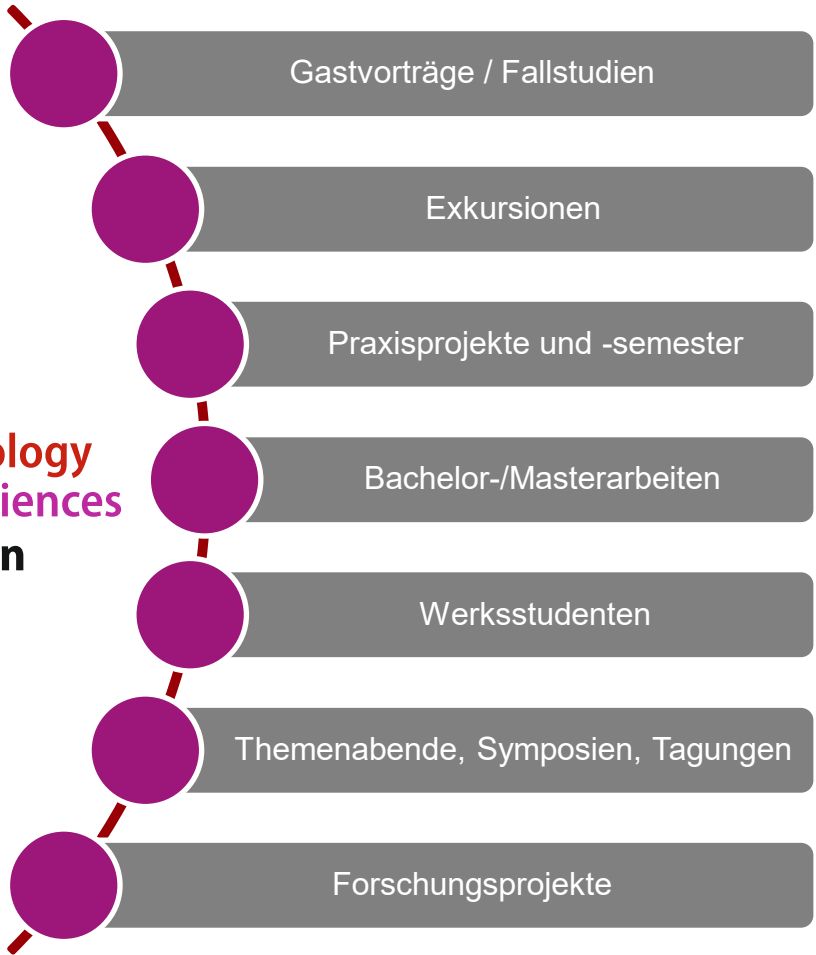 Gastvorträge / Fallstudien
Exkursionen
Praxisprojekte und -semester
ology
iences
n
Bachelor-/Masterarbeiten
Werksstudenten
Themenabende, Symposien, Tagungen
Forschungsprojekte